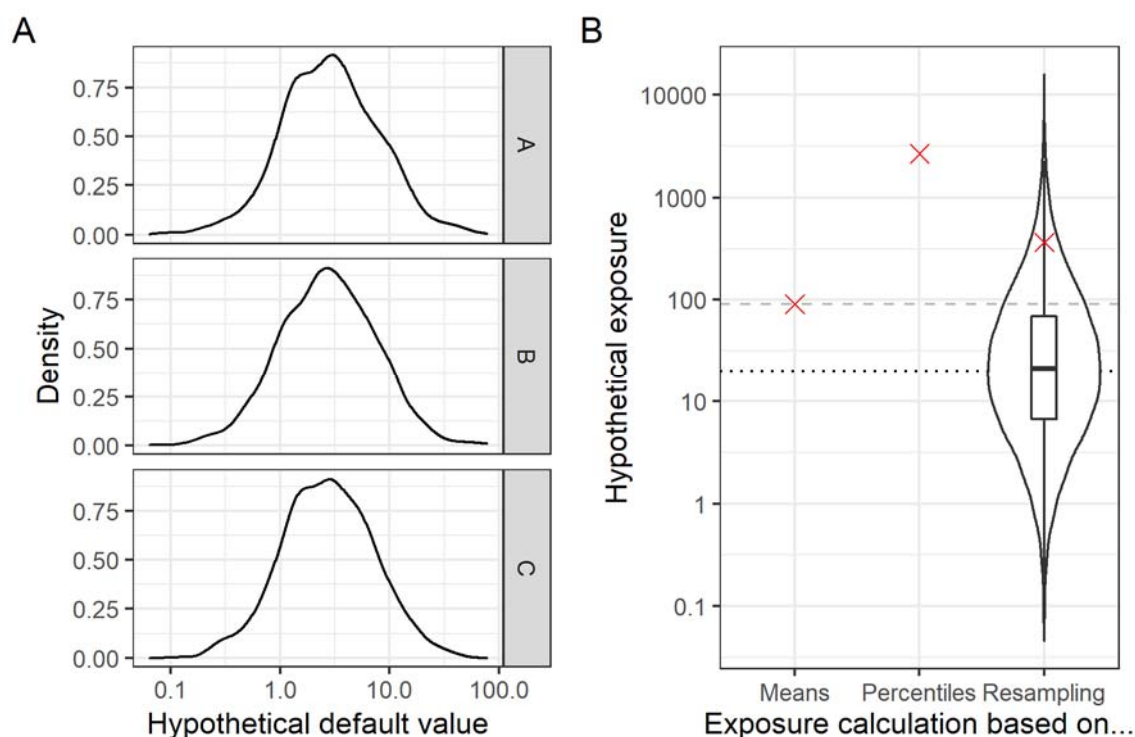 A
0.75
0.50
0.25
0.00
A
0.75
0.50
0.25
0.00
B
0.75
0.50
0.25
0.00
C
Density
0.1 1.0 10.0 100.0
Hypothetical default value
B
10000
1000
100
10
1
0.1
Hypothetical exposure
Means Percentiles Resampling
Exposure calculation based on...